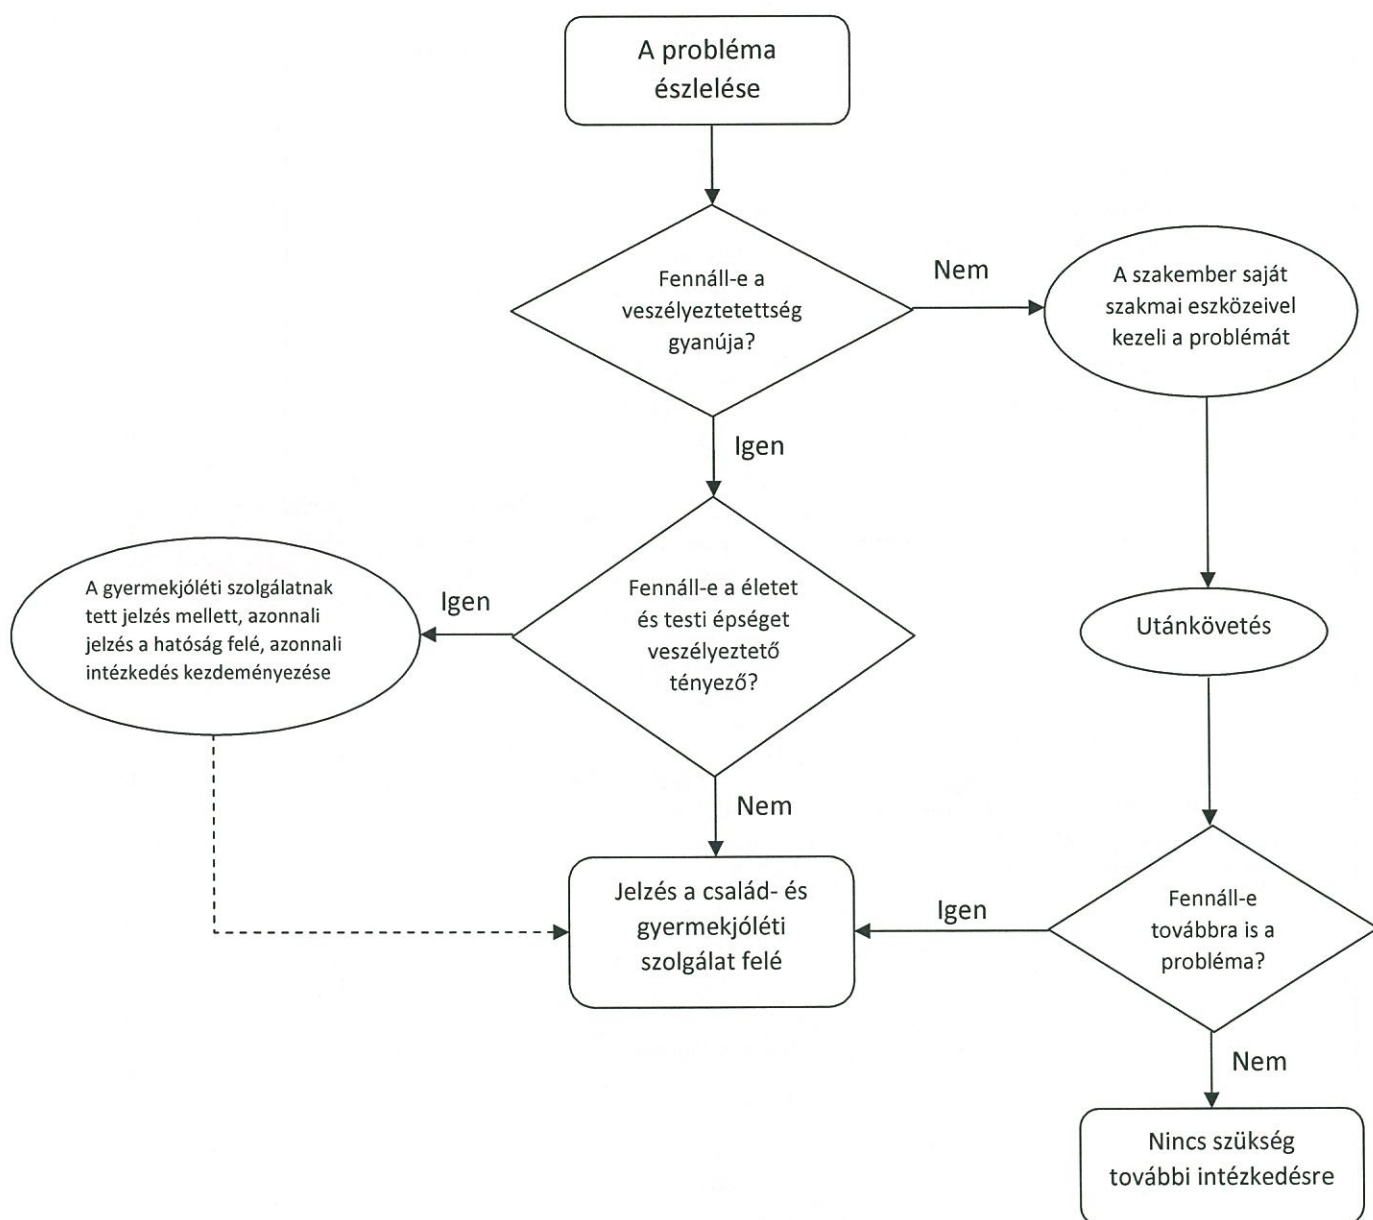 A probléma
észlelése
Fennáll-e a
veszélyeztetettség
gyanúja?
Nem
A szakember saját
szakmai eszközeivel
kezeli a problémát
Igen
Fennáll-e a életet
és testi épséget
veszélyeztető
tényező?
Igen
A gyermekjóléti szolgálatnak
tett jelzés mellett, azonnali
jelzés a hatóság felé, azonnali
intézkedés kezdeményezése
Utánkövetés
Nem
Jelzés a család- és
gyermekjóléti
szolgálat felé
Igen
Fennáll-e
továbbra is a
probléma?
Nem
Nincs szükség
további intézkedésre